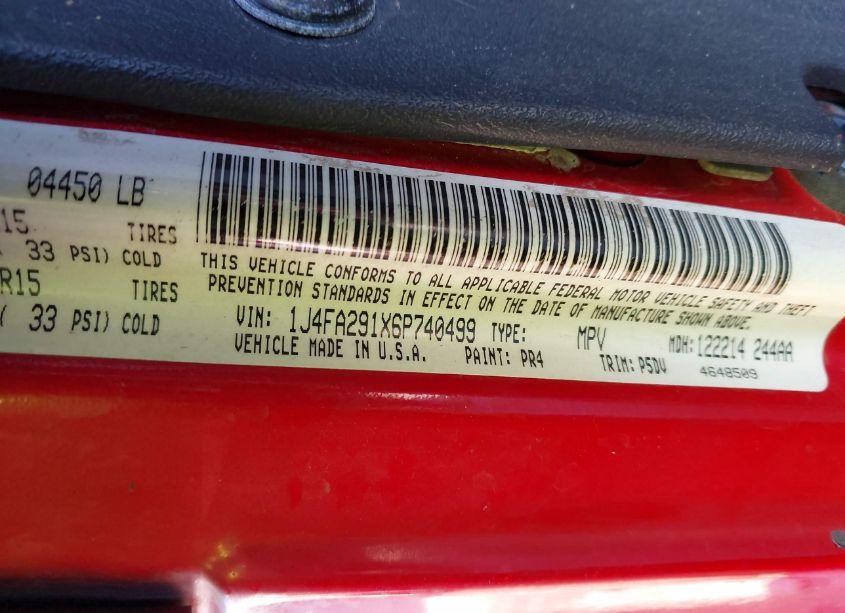 04450 LB
15 TIRES
33 PSI) COLD
R15 TIRES
( 33 PSI) COLD
THIS VEHICLE CONFORMS TO ALL APPLICABLE FEDERAL MOTOR VEHICLE SAFETY AND THEFT
PREVENTION STANDARDS IN EFFECT ON THE DATE OF MANUFACTURE SHOWN ABOVE.
VIN: 1J4FA291X6P740499 TYPE: MPV MDH:122214 244AA
VEHICLE MADE IN U.S.A. PAINT: PR4 TRIM: P5DV
4648509